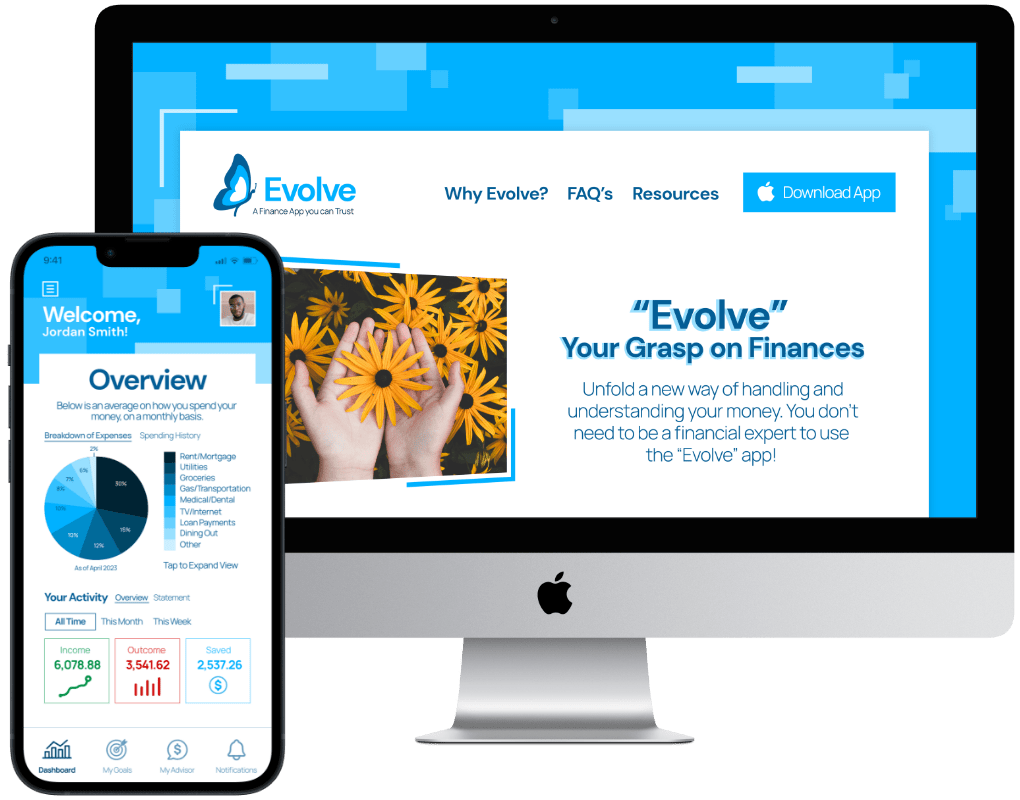 Evolve
A Finance App you can Trust
Why Evolve?
FAQ's
Resources
Download App
“Evolve”
Your Grasp on Finances
Unfold a new way of handling and
understanding your money. You don't
need to be a financial expert to use
the “Evolve” app!
9:41
Welcome,
Jordan Smith!
Overview
Below is an average on how you spend your
money, on a monthly basis.
Breakdown of Expenses
Spending History
2%
6%
7%
8%
10%
12%
15%
30%
Rent/Mortgage
Utilities
Groceries
Gas/Transportation
Medical/Dental
TV/Internet
Loan Payments
Dining Out
Other
As of April 2023
Tap to Expand View
Your Activity
Overview
Statement
All Time
This Month
This Week
Income
6,078.88
Outcome
3,541.62
Saved
2,537.26
$
$
Dashboard
My Goals
My Advisor
Notifications